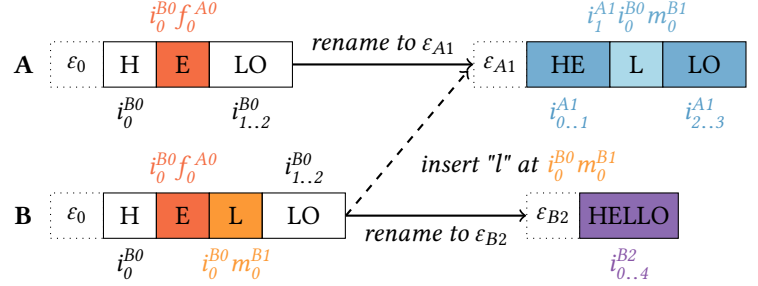 i_0^{B0} f_0^{A0}
i_1^{A1} i_0^{B0} m_0^{B1}
A ε_0 H E LO rename to ε_{A1} ε_{A1} HE L LO
i_0^{B0} i_{1..2}^{B0} i_{0..1}^{A1} i_{2..3}^{A1}
i_0^{B0} f_0^{A0} i_{1..2}^{B0} insert "l" at i_0^{B0} m_0^{B1}
B ε_0 H E L LO rename to ε_{B2} ε_{B2} HELLO
i_0^{B0} i_0^{B0} m_0^{B1} i_{0..4}^{B2}